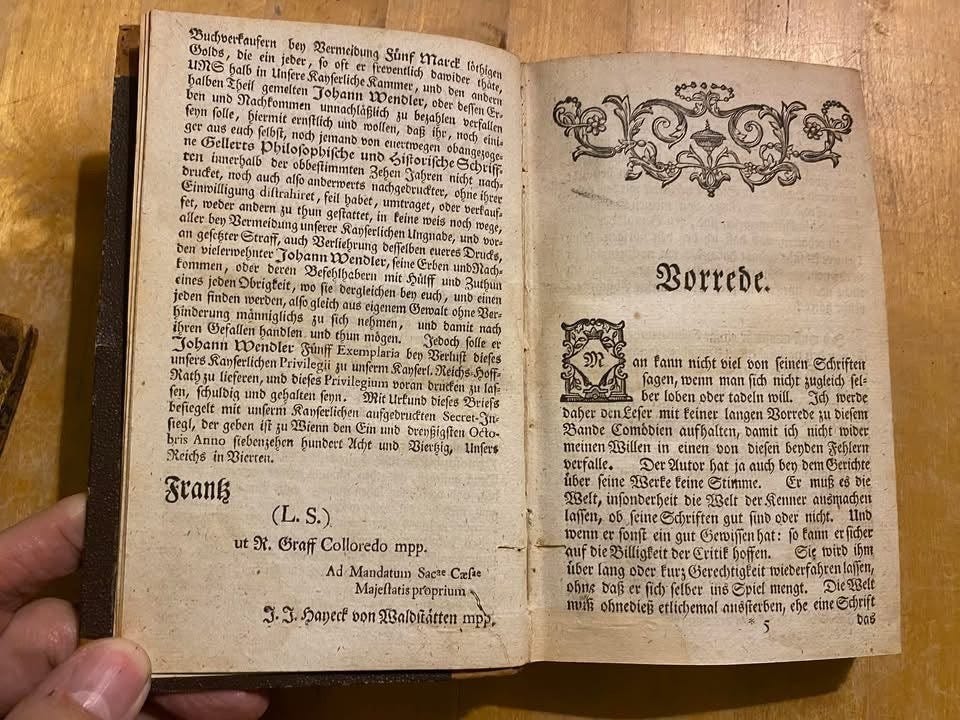 Buchverkaufern bey Vermeidung Fünf Marck löthigen
Golds, die ein jeder, so oft er freventlich dawider thäte,
UNS halb in Unsere Kayserliche Kammer, und den andern
halben Theil gemelten Johann Wendler, oder dessen Er-
ben und Nachkommen unnachläßlich zu bezahlen verfallen
seyn solle, hiermit ernstlich und wollen, daß ihr, noch eini-
ger aus euch selbst, noch jemand von euertwegen obangezoge-
ne Gellerts Philosophische und Historische Schriff-
ten innerhalb der obbestimmten Zehen Jahren nicht nach-
drucket, noch auch also anderwerts nachgedruckter, ohne ihrer
Einwilligung distrahiret, feil habet, umtraget, oder verkauf-
fet, weder andern zu thun gestattet, in keine weis noch wege,
aller bey Vermeidung unserer Kayserlichen Ungnade, und vor-
an gesetzter Straff, auch Verliehrung desselben eueres Drucks,
den vielerwehnter Johann Wendler, seine Erben und Nach-
kommen, oder deren Befehlhabern mit Hülff und Zuthun
eines jeden Obrigkeit, wo sie dergleichen bey euch, und einen
jeden finden werden, also gleich aus eigenem Gewalt ohne Ver-
hinderung männiglichs zu sich nehmen, und damit nach
ihren Gefallen handlen und thun mögen. Jedoch solle er
Johann Wendler Fünff Exemplaria bey Verlust dieses
unsers Kayserlichen Privilegii zu unserm Kayserl. Reichs-Hoff-
Rath zu lieferen, und dieses Privilegium voran drucken zu las-
sen, schuldig und gehalten seyn. Mit Urkund dieses Briefs
besiegelt mit unserm Kayserlichen aufgedruckten Secret-In-
siegl, der geben ist zu Wienn den Ein und dreyßigsten Octo-
bris Anno siebenzehen hundert Acht und Viertzig, Unsers
Reichs in Vierten.
Frantz
(L. S.)
ut R. Graff Colloredo mpp.
Ad Mandatum Sacae Cæsae
Majestatis proprium
J. J. Hayeck von Waldstätten mpp.
Vorrede.
Man kann nicht viel von seinen Schriften
sagen, wenn man sich nicht zugleich sel-
ber loben oder tadeln will. Ich werde
daher den Leser mit keiner langen Vorrede zu diesem
Bande Comödien aufhalten, damit ich nicht wider
meinen Willen in einen von diesen beyden Fehlern
verfalle. Der Autor hat ja auch bey dem Gerichte
über seine Werke keine Stimme. Er muß es die
Welt, insonderheit die Welt der Kenner ausmachen
lassen, ob seine Schriften gut sind oder nicht. Und
wenn er sonst ein gut Gewissen hat: so kann er sicher
auf die Billigkeit der Critik hoffen. Sie wird ihm
über lang oder kurz Gerechtigkeit wiederfahren lassen,
ohne daß er sich selber ins Spiel mengt. Die Welt
muß ohnedieß etlichemal aussterben, ehe eine Schrift
* 5 das